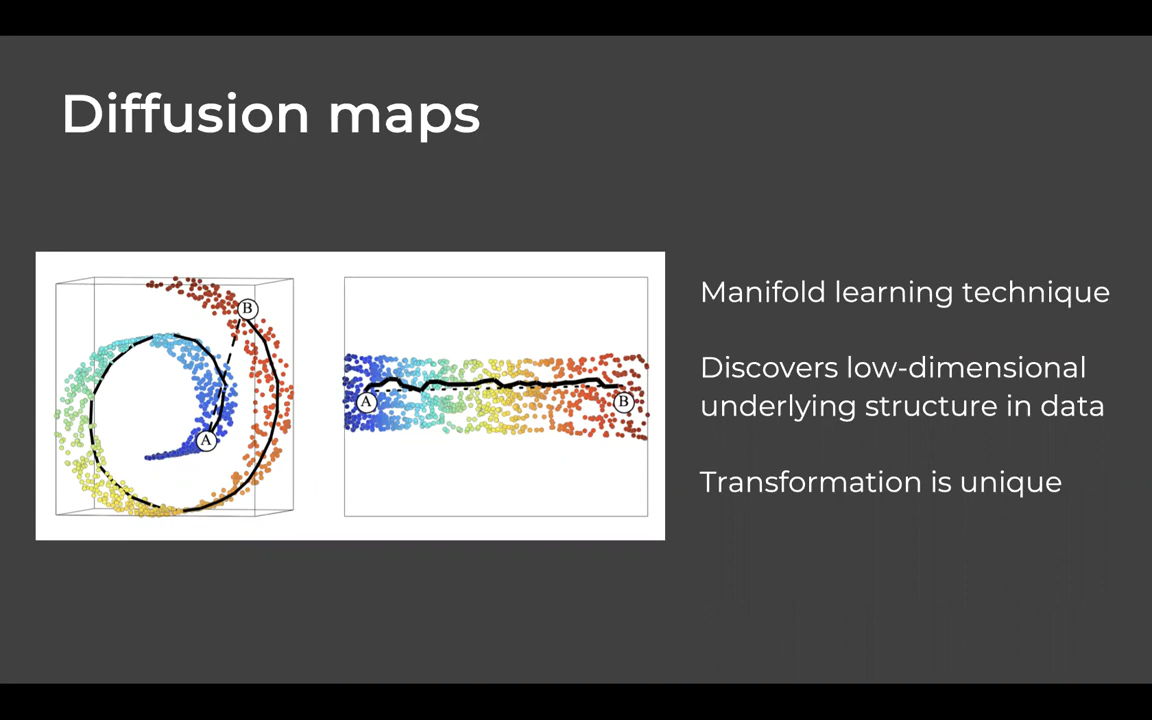 Diffusion maps
B
A
A
B
Manifold learning technique
Discovers low-dimensional
underlying structure in data
Transformation is unique